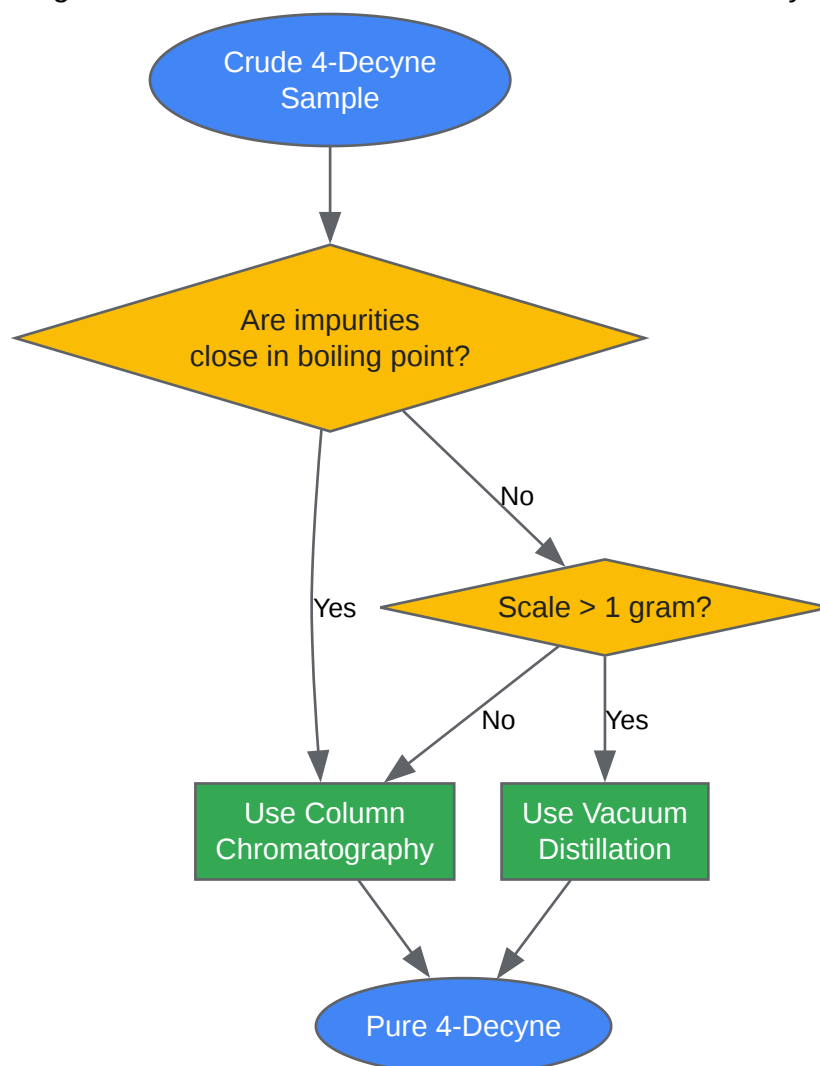 Crude 4-Decyne
Sample
Are impurities
close in boiling point?
No
Yes
Scale > 1 gram?
No
Yes
Use Column
Chromatography
Use Vacuum
Distillation
Pure 4-Decyne